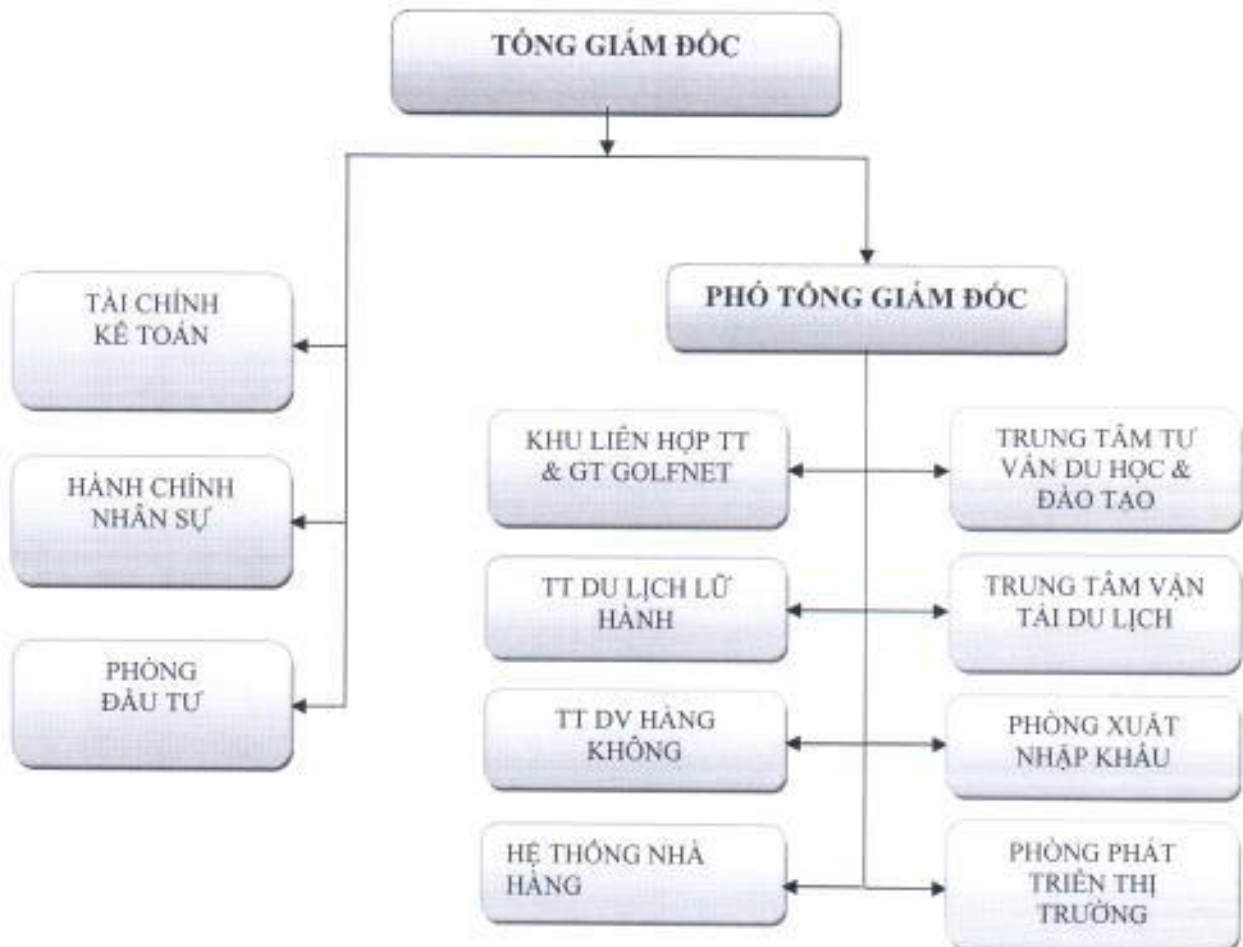 TỔNG GIÁM ĐỐC
PHÓ TỔNG GIÁM ĐỐC
TÀI CHÍNH
KẾ TOÁN
HÀNH CHÍNH
NHÂN SỰ
PHÒNG
ĐẦU TƯ
KHU LIÊN HỢP TT
& GT GOLFNET
TRUNG TÂM TƯ
VẤN DU HỌC &
ĐÀO TẠO
TT DU LỊCH LỮ
HÀNH
TRUNG TÂM VẬN
TẢI DU LỊCH
TT DV HÀNG
KHÔNG
PHÒNG XUẤT
NHẬP KHẨU
HỆ THỐNG NHÀ
HÀNG
PHÒNG PHÁT
TRIỂN THỊ
TRƯỜNG